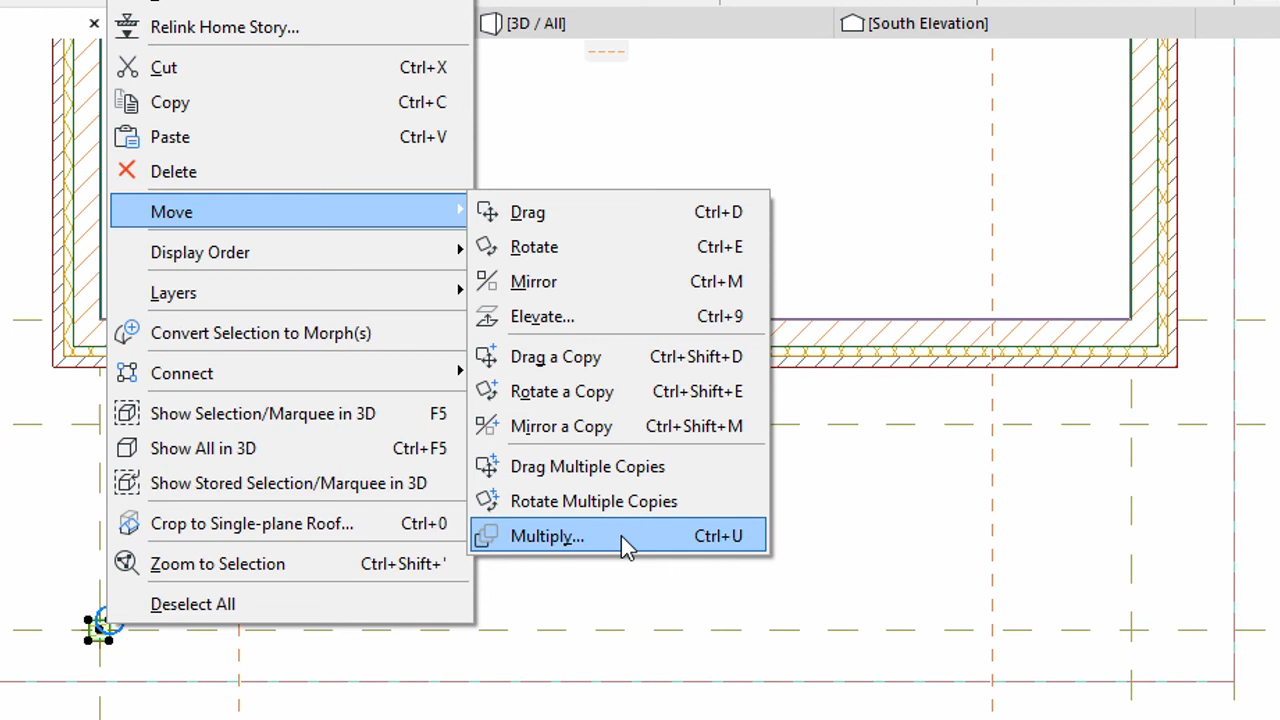 Relink Home Story...
[3D / All]
[South Elevation]
Cut Ctrl+X
Copy Ctrl+C
Paste Ctrl+V
Delete
Move
Display Order
Layers
Convert Selection to Morph(s)
Connect
Show Selection/Marquee in 3D F5
Show All in 3D Ctrl+F5
Show Stored Selection/Marquee in 3D
Crop to Single-plane Roof... Ctrl+0
Zoom to Selection Ctrl+Shift+'
Deselect All
Drag Ctrl+D
Rotate Ctrl+E
Mirror Ctrl+M
Elevate... Ctrl+9
Drag a Copy Ctrl+Shift+D
Rotate a Copy Ctrl+Shift+E
Mirror a Copy Ctrl+Shift+M
Drag Multiple Copies
Rotate Multiple Copies
Multiply... Ctrl+U